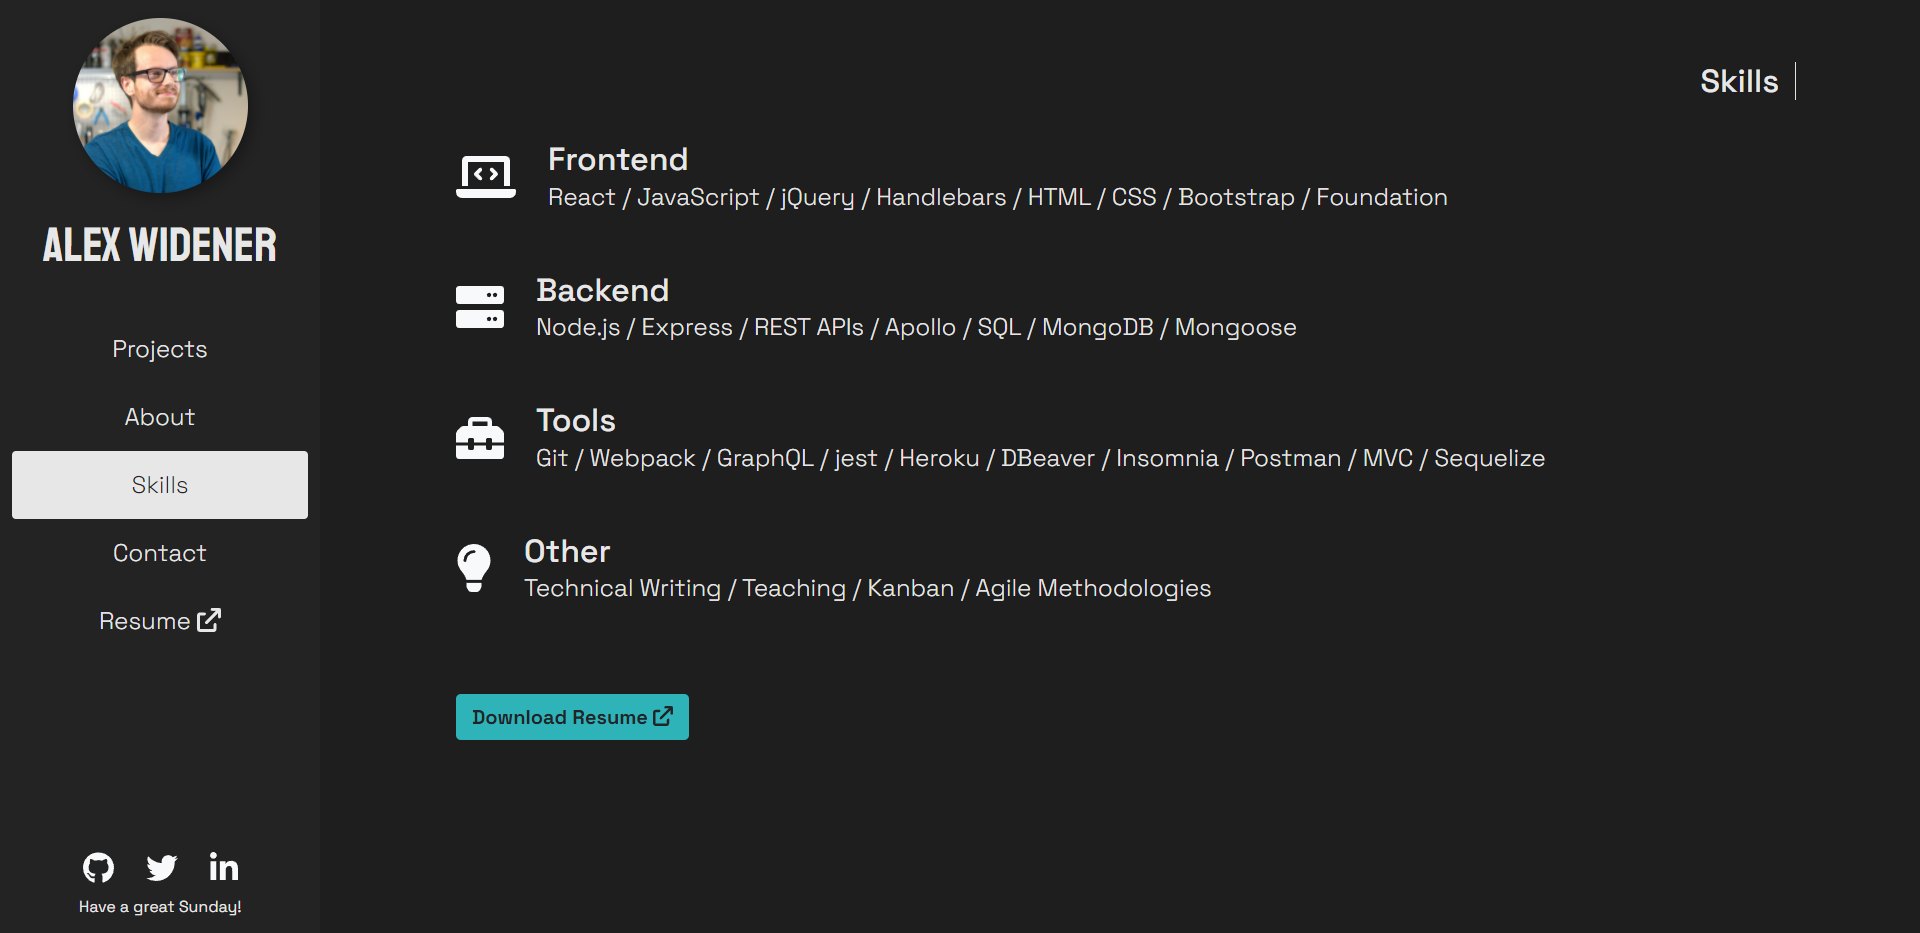 ALEX WIDENER
Projects
About
Skills
Contact
Resume
in
Have a great Sunday!
Skills
Frontend
React / JavaScript / jQuery / Handlebars / HTML / CSS / Bootstrap / Foundation
Backend
Node.js / Express / REST APIs / Apollo / SQL / MongoDB / Mongoose
Tools
Git / Webpack / GraphQL / jest / Heroku / DBeaver / Insomnia / Postman / MVC / Sequelize
Other
Technical Writing / Teaching / Kanban / Agile Methodologies
Download Resume